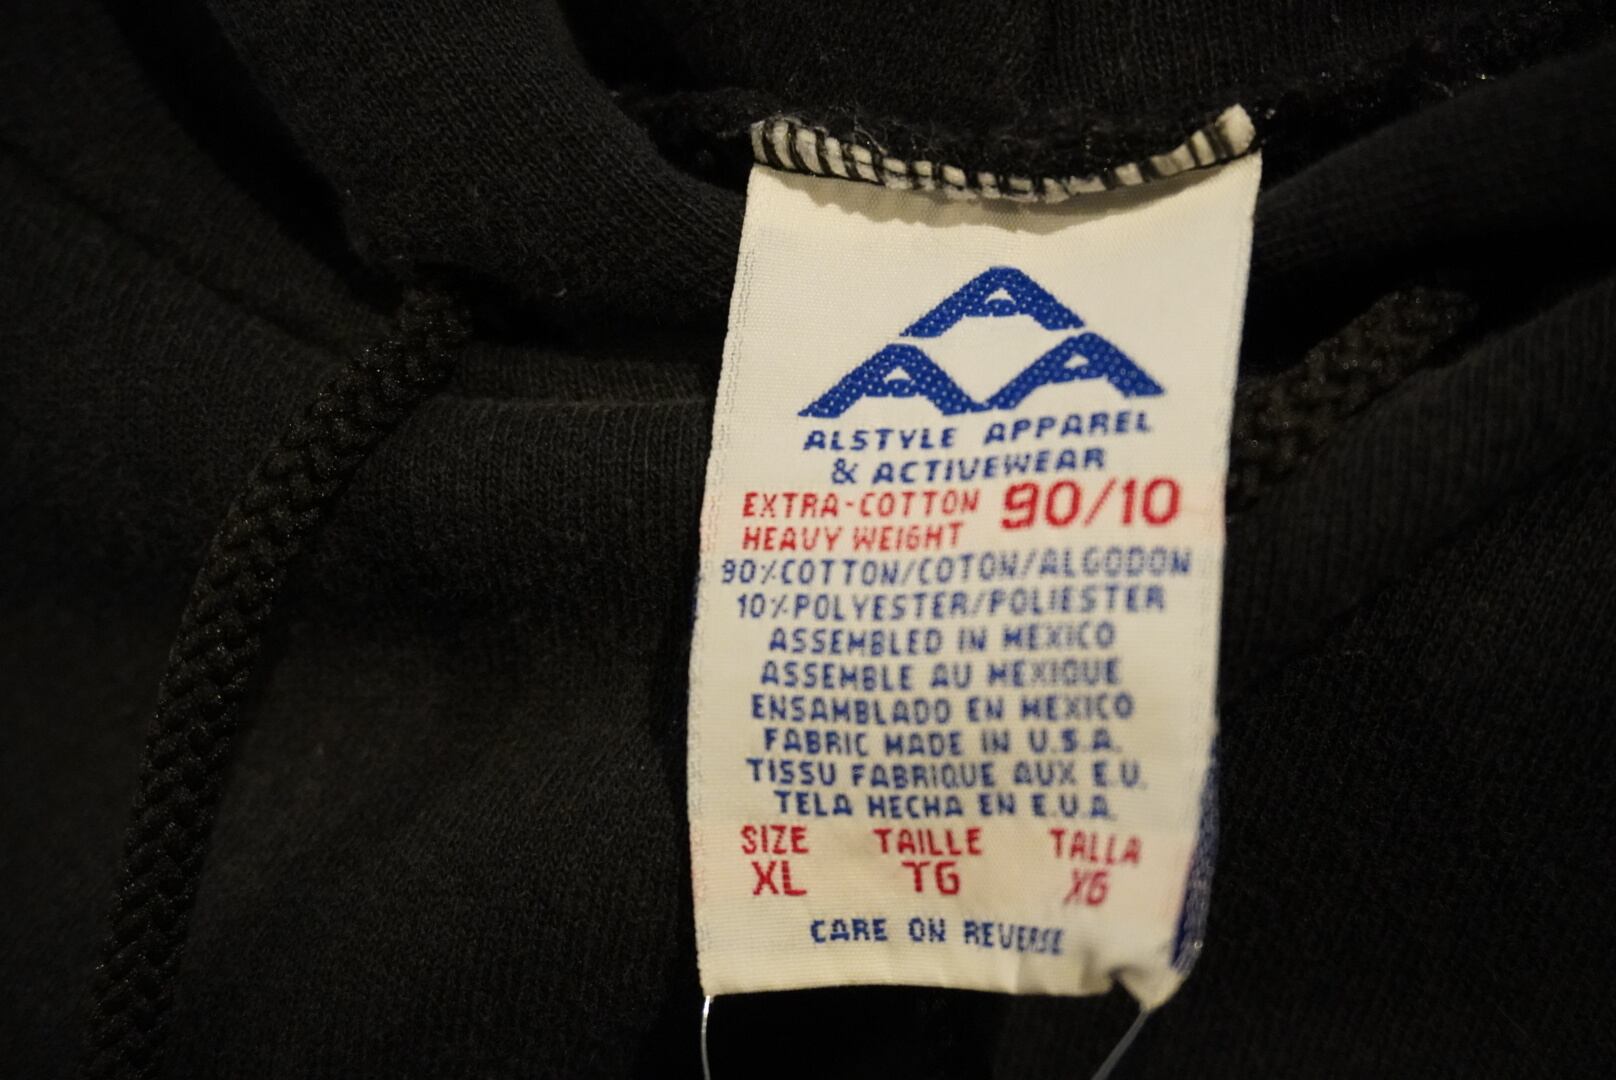 A
A A
ALSTYLE APPAREL
& ACTIVEWEAR
EXTRA-COTTON 90/10
HEAVY WEIGHT
90%COTTON/COTON/ALGODON
10%POLYESTER/POLIESTER
ASSEMBLED IN MEXICO
ASSEMBLE AU MEXIQUE
ENSAMBLADO EN MEXICO
FABRIC MADE IN U.S.A.
TISSU FABRIQUE AUX E.U.
TELA HECHA EN E.U.A.
SIZE TAILLE TALLA
XL TG XG
CARE ON REVERSE